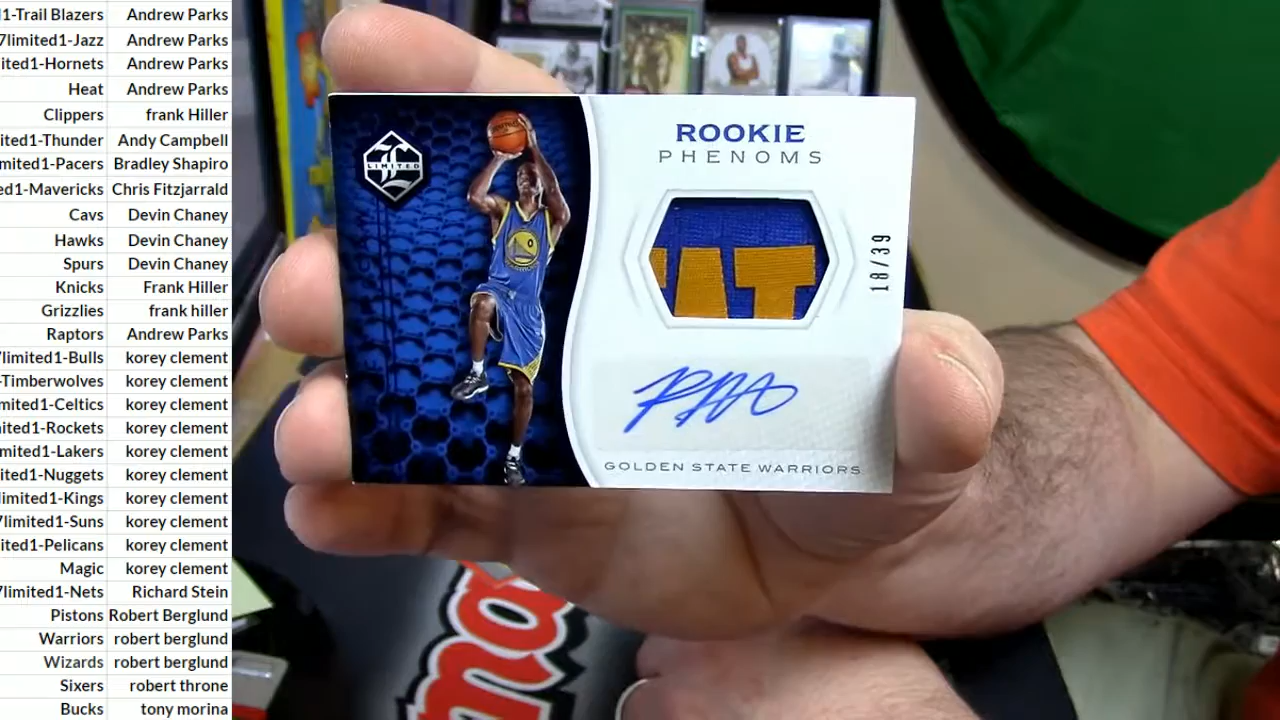 1-Trail Blazers Andrew Parks
7limited1-Jazz Andrew Parks
ited1-Hornets Andrew Parks
Heat Andrew Parks
Clippers frank Hiller
ited1-Thunder Andy Campbell
mited1-Pacers Bradley Shapiro
ed1-Mavericks Chris Fitzjarrald
Cavs Devin Chaney
Hawks Devin Chaney
Spurs Devin Chaney
Knicks Frank Hiller
Grizzlies frank hiller
Raptors Andrew Parks
7limited1-Bulls korey clement
-Timberwolves korey clement
mited1-Celtics korey clement
ited1-Rockets korey clement
mited1-Lakers korey clement
ited1-Nuggets korey clement
limited1-Kings korey clement
7limited1-Suns korey clement
ited1-Pelicans korey clement
Magic korey clement
7limited1-Nets Richard Stein
Pistons Robert Berglund
Warriors robert berglund
Wizards robert berglund
Sixers robert throne
Bucks tony morina
LIMITED
0
ROOKIE
PHENOMS
18/39
GOLDEN STATE WARRIORS